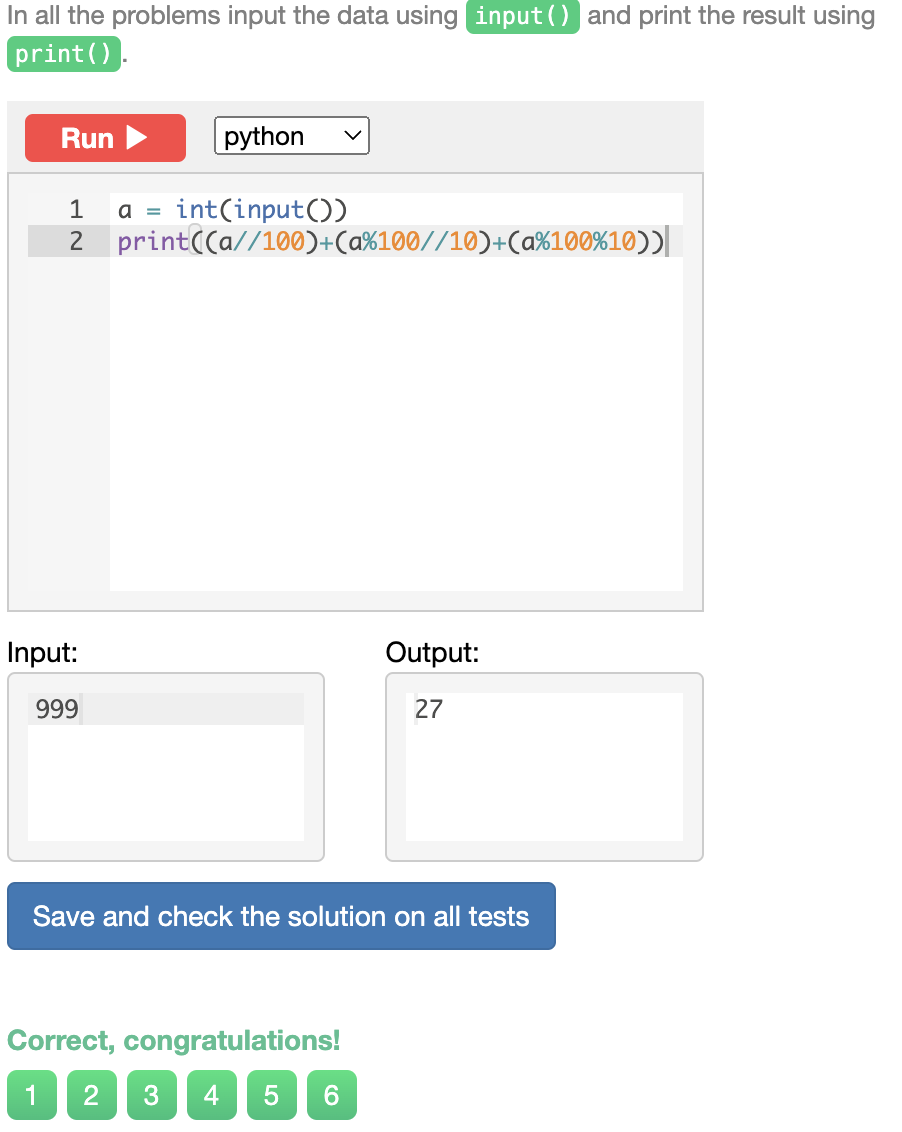 In all the problems input the data using input() and print the result using
print().
Run
python
1 a = int(input())
2 print((a//100)+(a%100//10)+(a%100%10))
Input: Output:
999 27
Save and check the solution on all tests
Correct, congratulations!
1 2 3 4 5 6